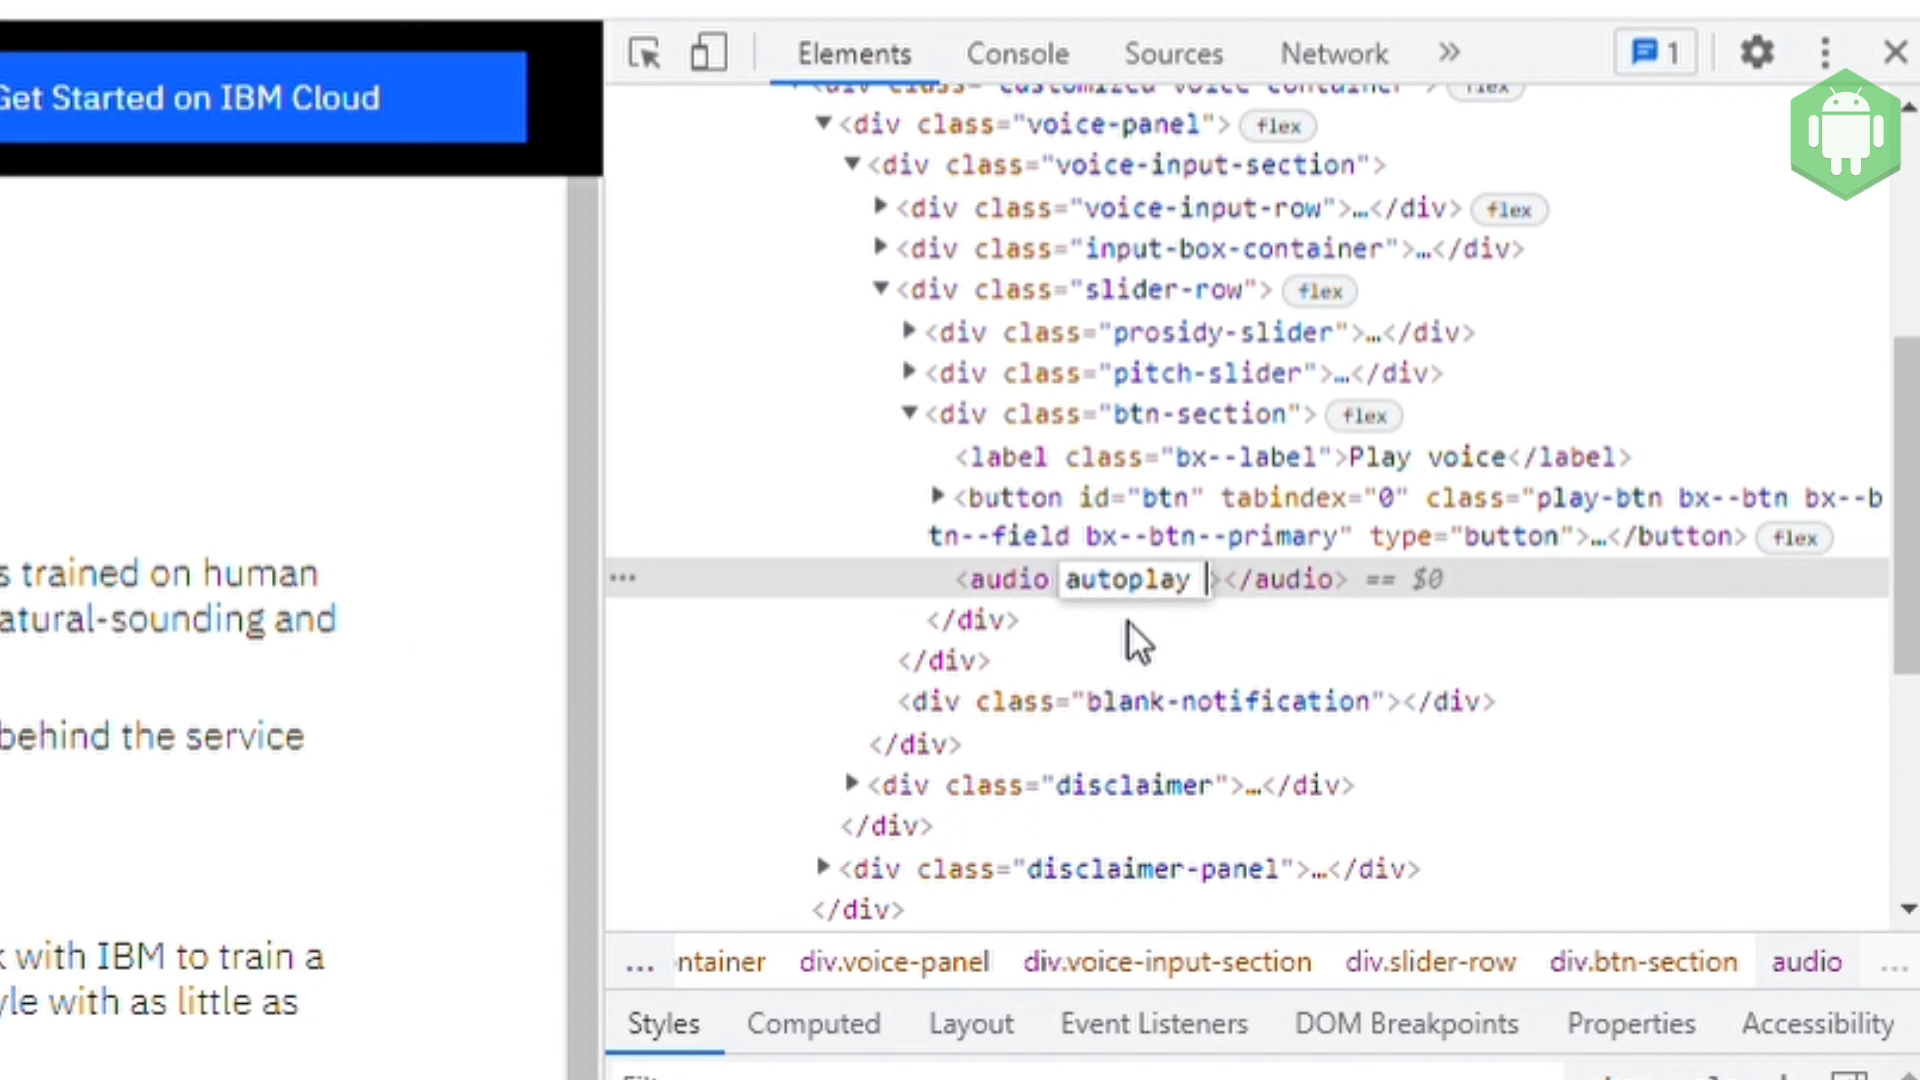 Get Started on IBM Cloud
s trained on human
atural-sounding and
behind the service
k with IBM to train a
yle with as little as
Elements Console Sources Network » 1
<div class="customized voice container"> flex
▼<div class="voice-panel"> flex
▼<div class="voice-input-section">
▶<div class="voice-input-row">…</div> flex
▶<div class="input-box-container">…</div>
▼<div class="slider-row"> flex
▶<div class="prosidy-slider">…</div>
▶<div class="pitch-slider">…</div>
▼<div class="btn-section"> flex
<label class="bx--label">Play voice</label>
▶<button id="btn" tabindex="0" class="play-btn bx--btn bx--b
tn--field bx--btn--primary" type="button">…</button> flex
… <audio autoplay ></audio> == $0
</div>
</div>
<div class="blank-notification"></div>
</div>
▶<div class="disclaimer">…</div>
</div>
▶<div class="disclaimer-panel">…</div>
</div>
… ntainer div.voice-panel div.voice-input-section div.slider-row div.btn-section audio …
Styles Computed Layout Event Listeners DOM Breakpoints Properties Accessibility